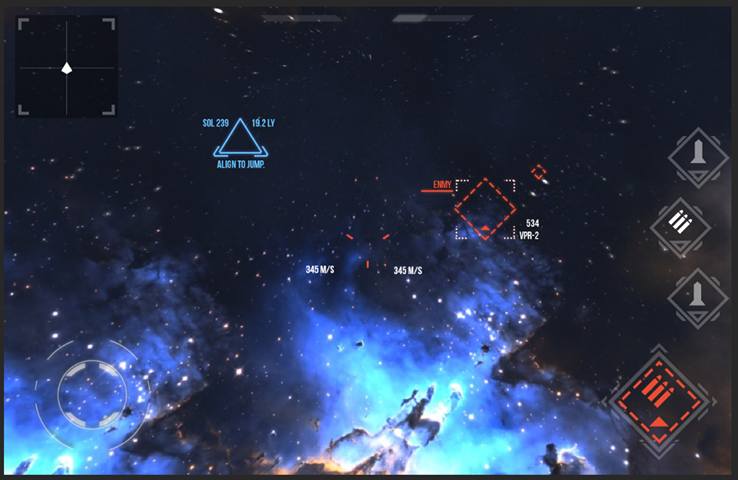 SOL 239 19.2 LY
ALIGN TO JUMP.
ENMY
534
VPR-2
345 M/S 345 M/S